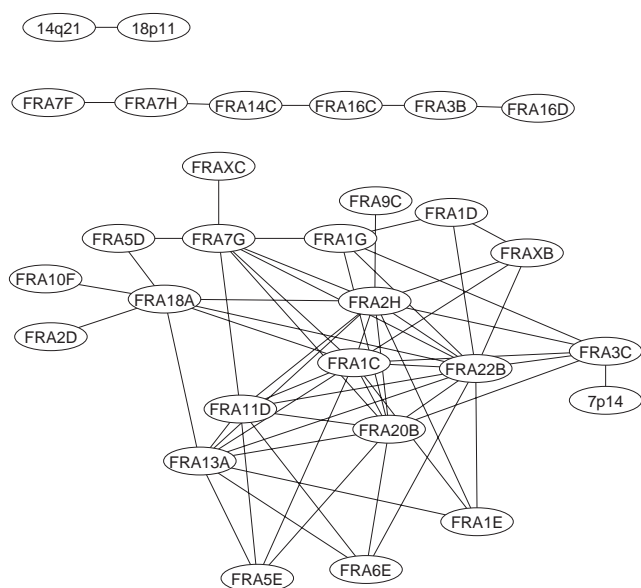 14q21 18p11
FRA7F FRA7H FRA14C FRA16C FRA3B FRA16D
FRAXC
FRA9C
FRA1D
FRA5D FRA7G FRA1G
FRAXB
FRA10F
FRA18A FRA2H
FRA2D
FRA1C FRA22B FRA3C
7p14
FRA11D
FRA20B
FRA13A
FRA1E
FRA5E FRA6E